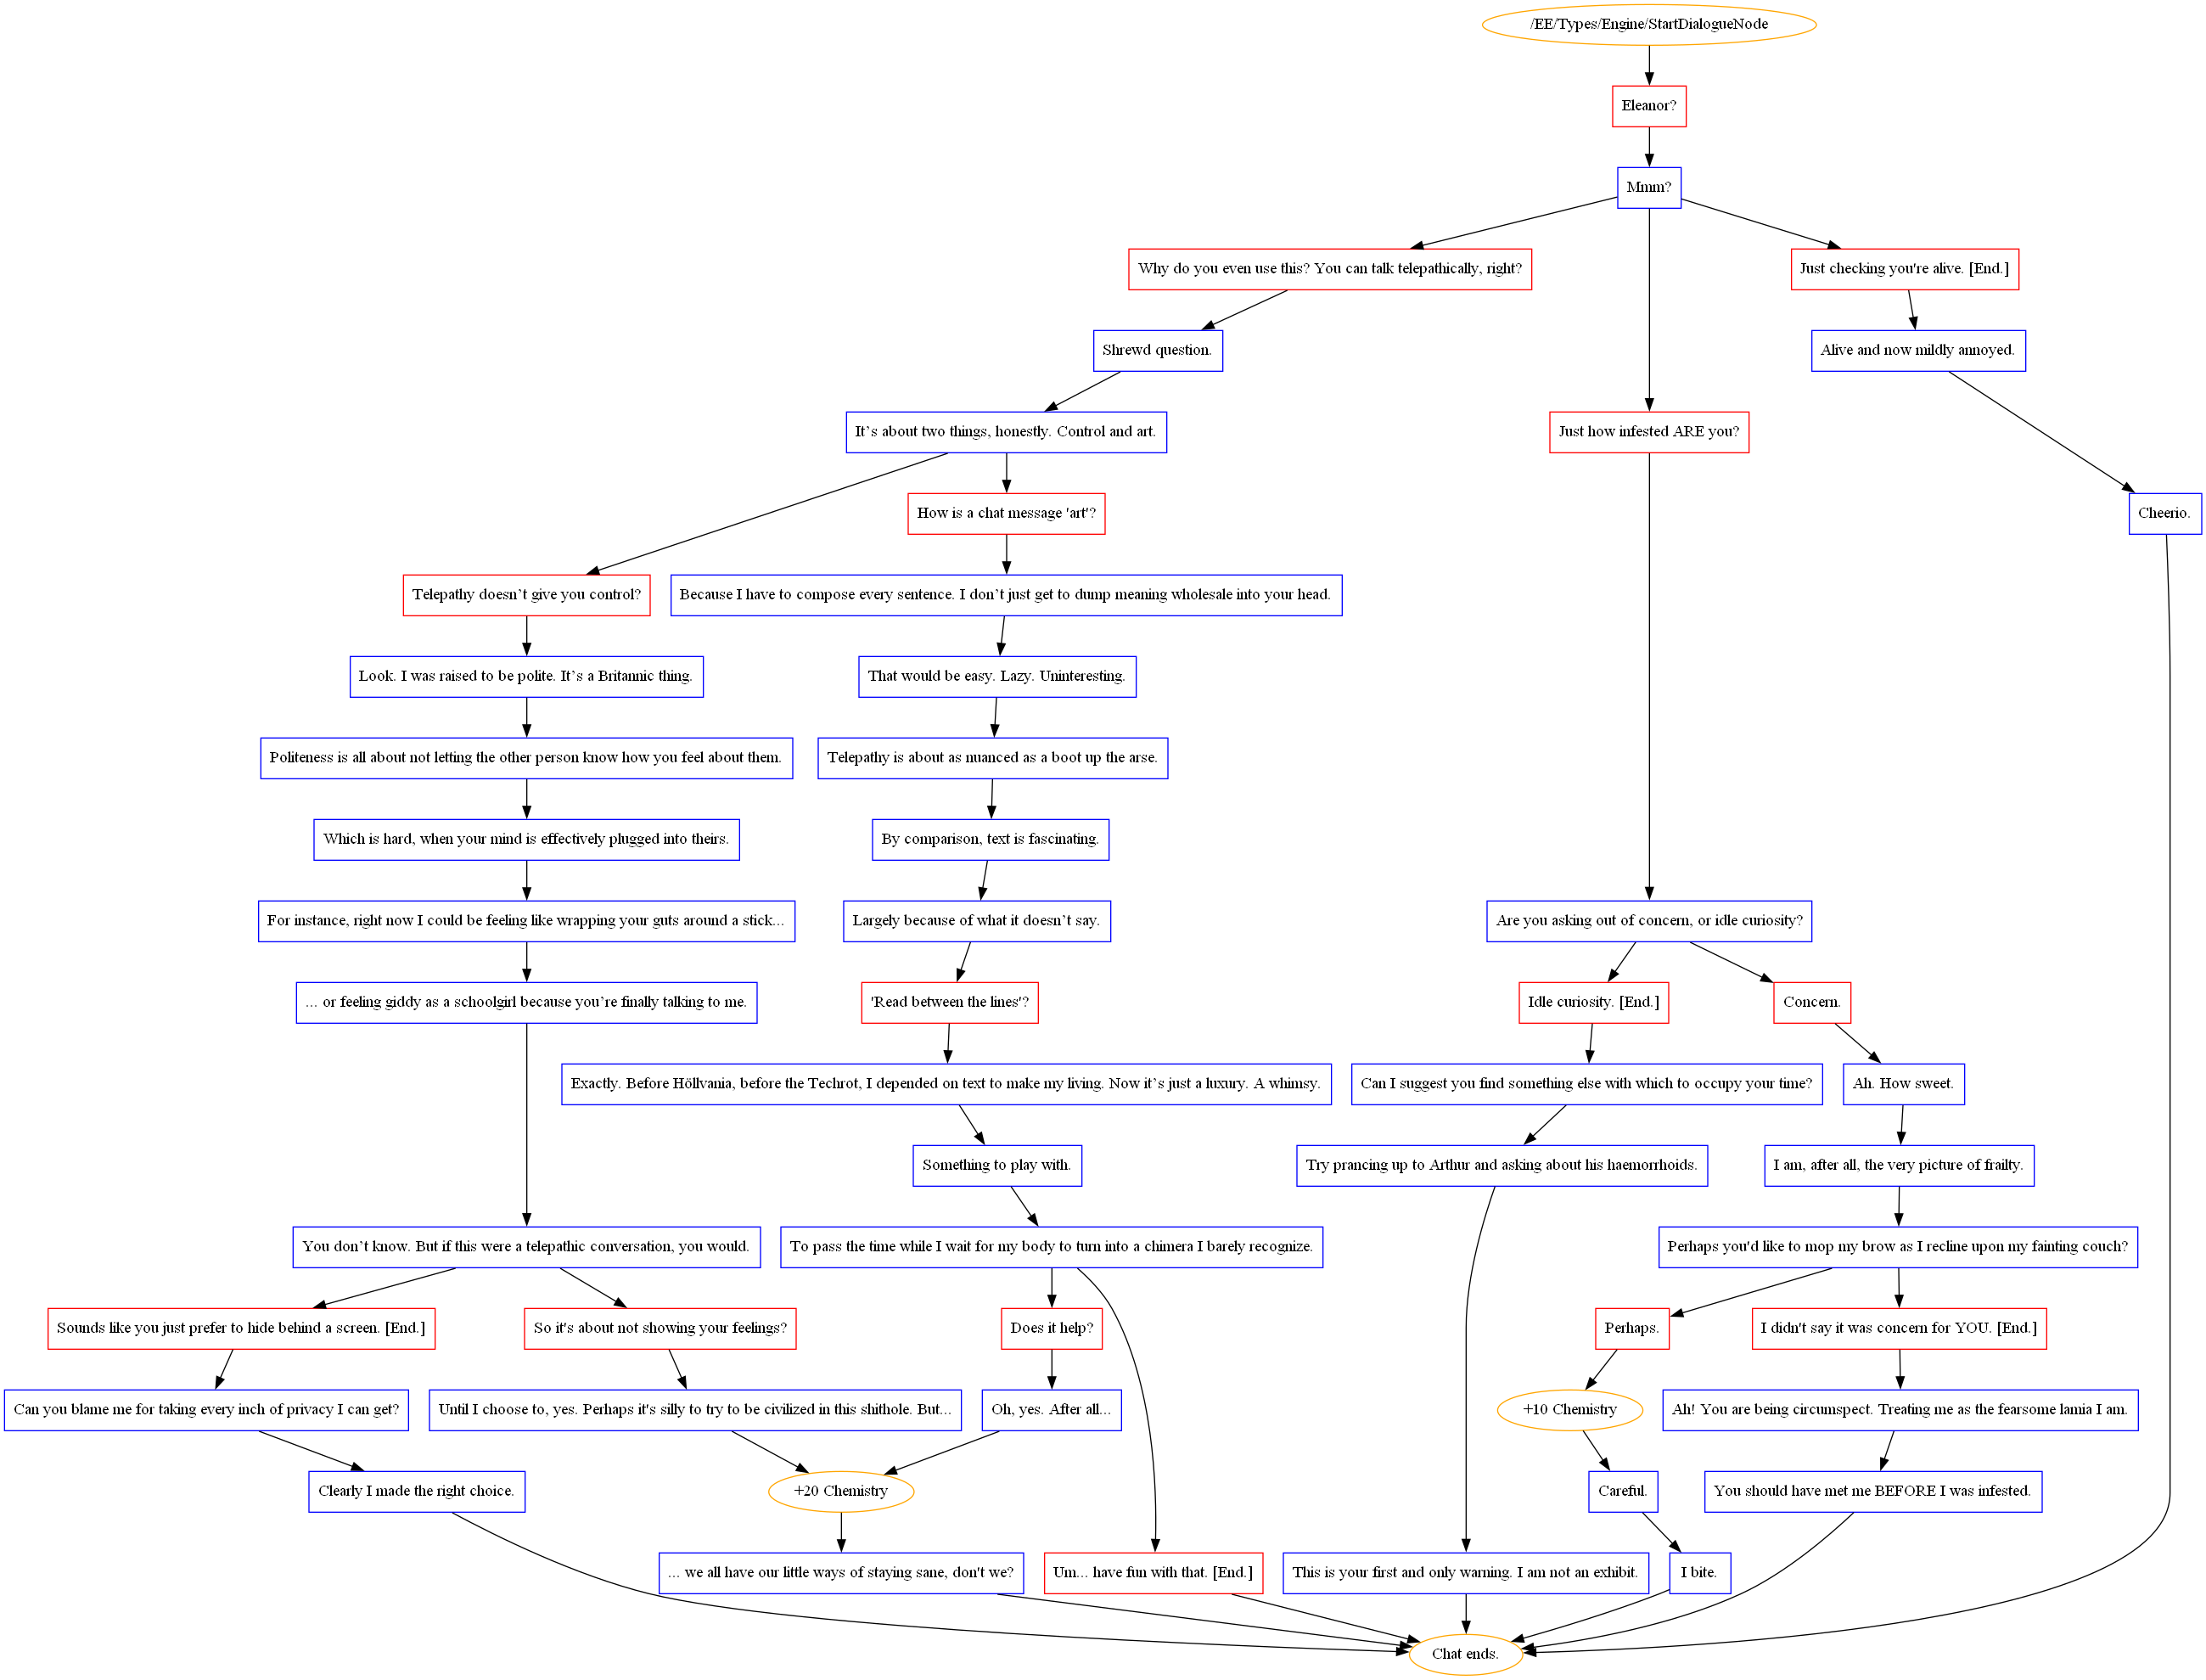 /EE/Types/Engine/StartDialogueNode
Eleanor?
Mmm?
Why do you even use this? You can talk telepathically, right?
Just checking you're alive. [End.]
Shrewd question.
Alive and now mildly annoyed.
It’s about two things, honestly. Control and art.
Just how infested ARE you?
How is a chat message 'art'?
Cheerio.
Telepathy doesn’t give you control?
Because I have to compose every sentence. I don’t just get to dump meaning wholesale into your head.
Look. I was raised to be polite. It’s a Britannic thing.
That would be easy. Lazy. Uninteresting.
Politeness is all about not letting the other person know how you feel about them.
Telepathy is about as nuanced as a boot up the arse.
Which is hard, when your mind is effectively plugged into theirs.
By comparison, text is fascinating.
For instance, right now I could be feeling like wrapping your guts around a stick...
Largely because of what it doesn’t say.
Are you asking out of concern, or idle curiosity?
... or feeling giddy as a schoolgirl because you’re finally talking to me.
'Read between the lines'?
Idle curiosity. [End.]
Concern.
Exactly. Before Höllvania, before the Techrot, I depended on text to make my living. Now it’s just a luxury. A whimsy.
Can I suggest you find something else with which to occupy your time?
Ah. How sweet.
Something to play with.
Try prancing up to Arthur and asking about his haemorrhoids.
I am, after all, the very picture of frailty.
You don’t know. But if this were a telepathic conversation, you would.
To pass the time while I wait for my body to turn into a chimera I barely recognize.
Perhaps you'd like to mop my brow as I recline upon my fainting couch?
Sounds like you just prefer to hide behind a screen. [End.]
So it's about not showing your feelings?
Does it help?
Perhaps.
I didn't say it was concern for YOU. [End.]
Can you blame me for taking every inch of privacy I can get?
Until I choose to, yes. Perhaps it's silly to try to be civilized in this shithole. But...
Oh, yes. After all...
+10 Chemistry
Ah! You are being circumspect. Treating me as the fearsome lamia I am.
Clearly I made the right choice.
+20 Chemistry
Careful.
You should have met me BEFORE I was infested.
... we all have our little ways of staying sane, don't we?
Um... have fun with that. [End.]
This is your first and only warning. I am not an exhibit.
I bite.
Chat ends.